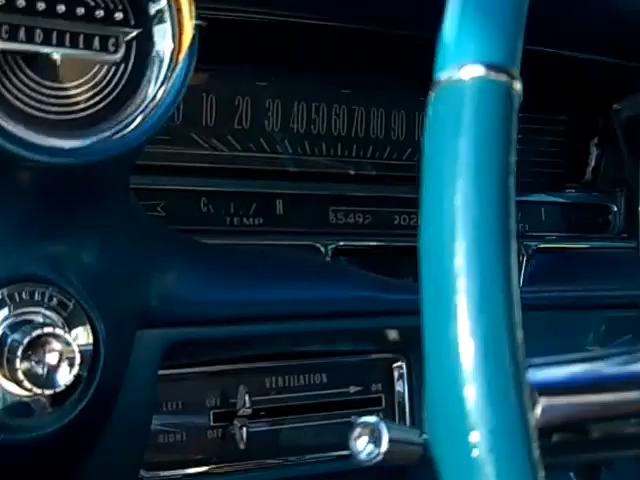 CADILLAC
10 20 30 40 50 60 70 80 90
C H
TEMP
65492
LIGHTS
VENTILATION
LEFT OFF ON
RIGHT OFF